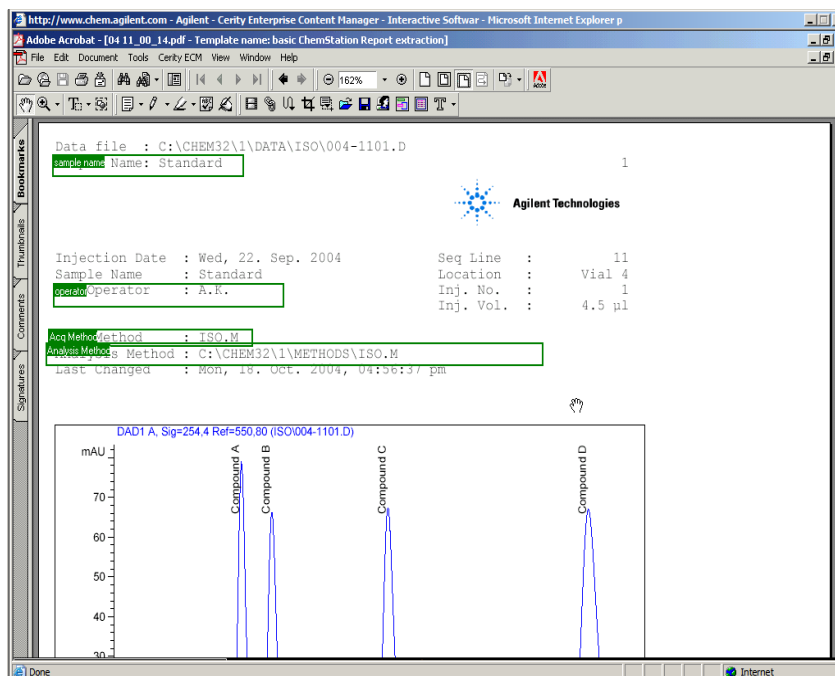 http://www.chem.agilent.com - Agilent - Cerity Enterprise Content Manager - Interactive Softwar - Microsoft Internet Explorer p
Adobe Acrobat - [04 11_00_14.pdf - Template name: basic ChemStation Report extraction]
File Edit Document Tools Cerity ECM View Window Help
162%
Adobe
Bookmarks
Thumbnails
Comments
Signatures
Data file : C:\CHEM32\1\DATA\ISO\004-1101.D
sample name Name: Standard 1
Agilent Technologies
Injection Date : Wed, 22. Sep. 2004 Seq Line : 11
Sample Name : Standard Location : Vial 4
operator Operator : A.K. Inj. No. : 1
Inj. Vol. : 4.5 µl
Acq Method Method : ISO.M
Analysis Method Method : C:\CHEM32\1\METHODS\ISO.M
Last Changed : Mon, 18. Oct. 2004, 04:56:37 pm
DAD1 A, Sig=254,4 Ref=550,80 (ISO\004-1101.D)
mAU
Compound A
Compound B
Compound C
Compound D
70
60
50
40
30
Done Internet